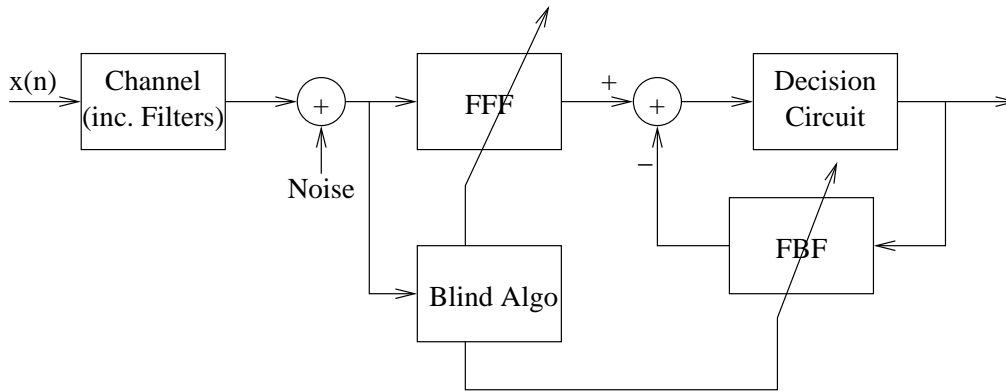 x(n)
Channel
(inc. Filters)
+
Noise
FFF
+
+
−
Decision
Circuit
FBF
Blind Algo